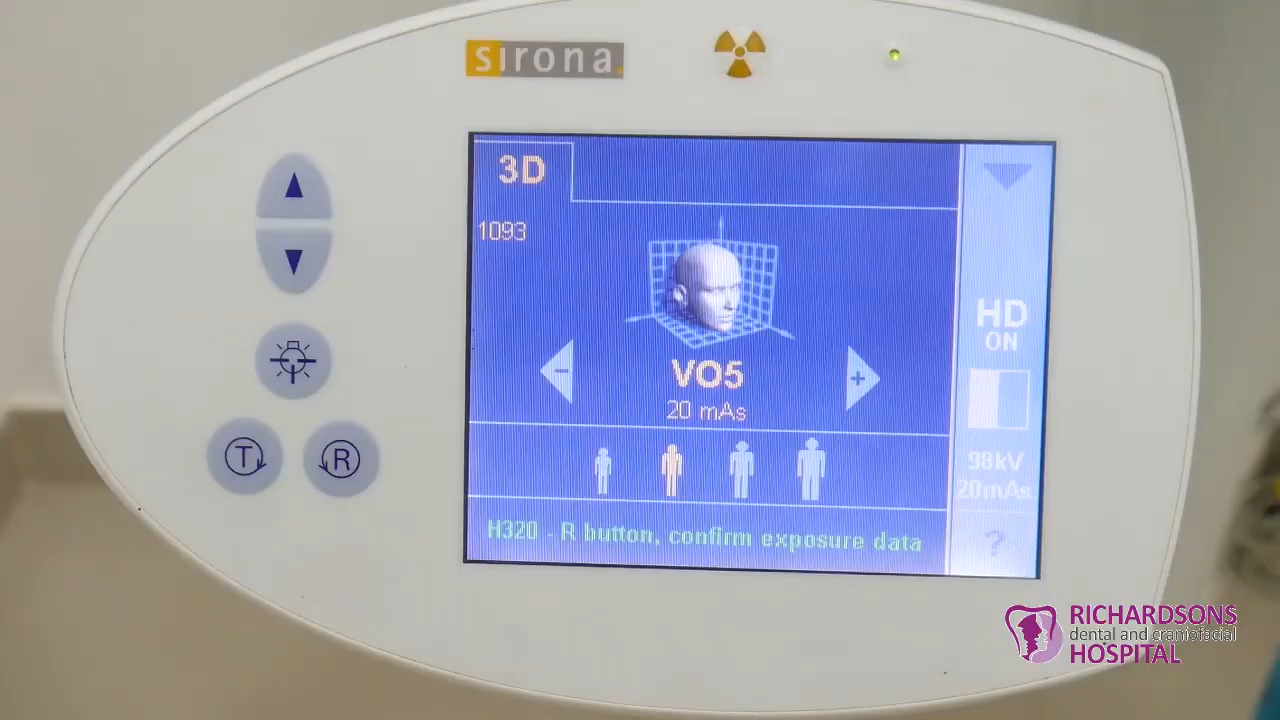 sirona.
3D
1093
HD
ON
-
+
VO5
20 mAs
98kV
20mAs
T
R
H320 - R button, confirm exposure data
?
RICHARDSONS
dental and craniofacial
HOSPITAL